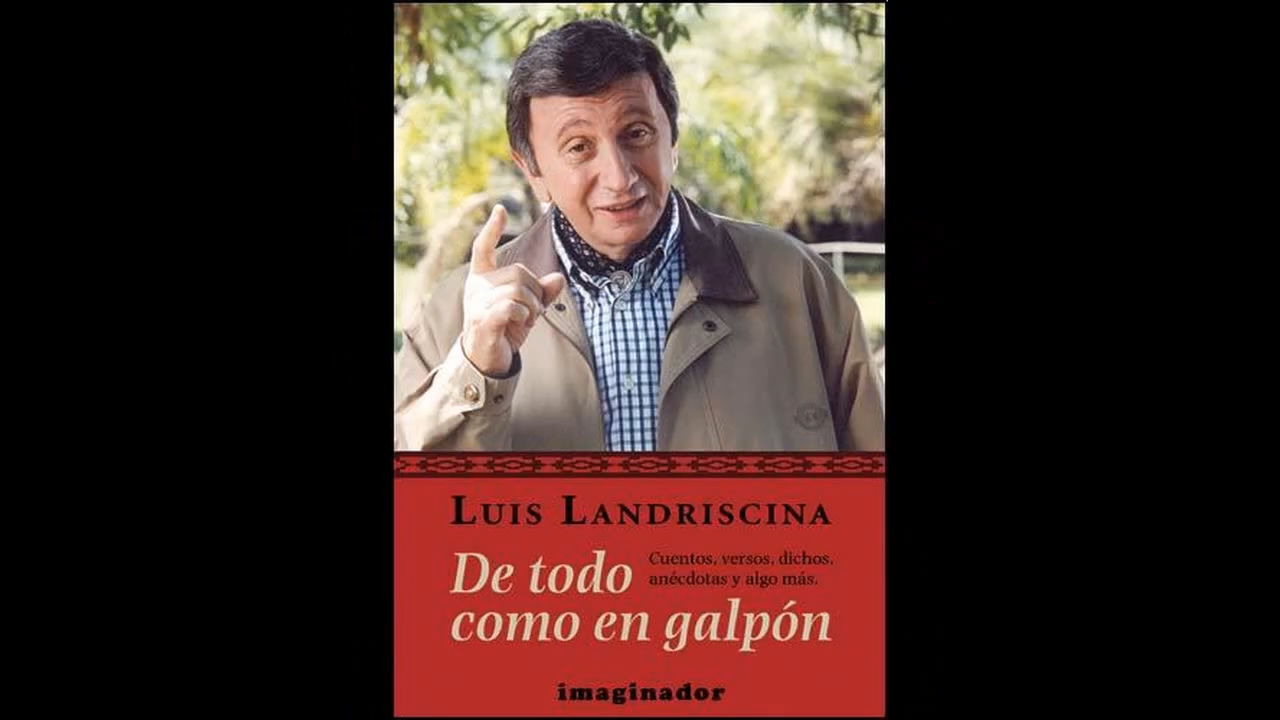 LUIS LANDRISCINA
De todo
Cuentos, versos, dichos,
anécdotas y algo más.
como en galpón
imaginador